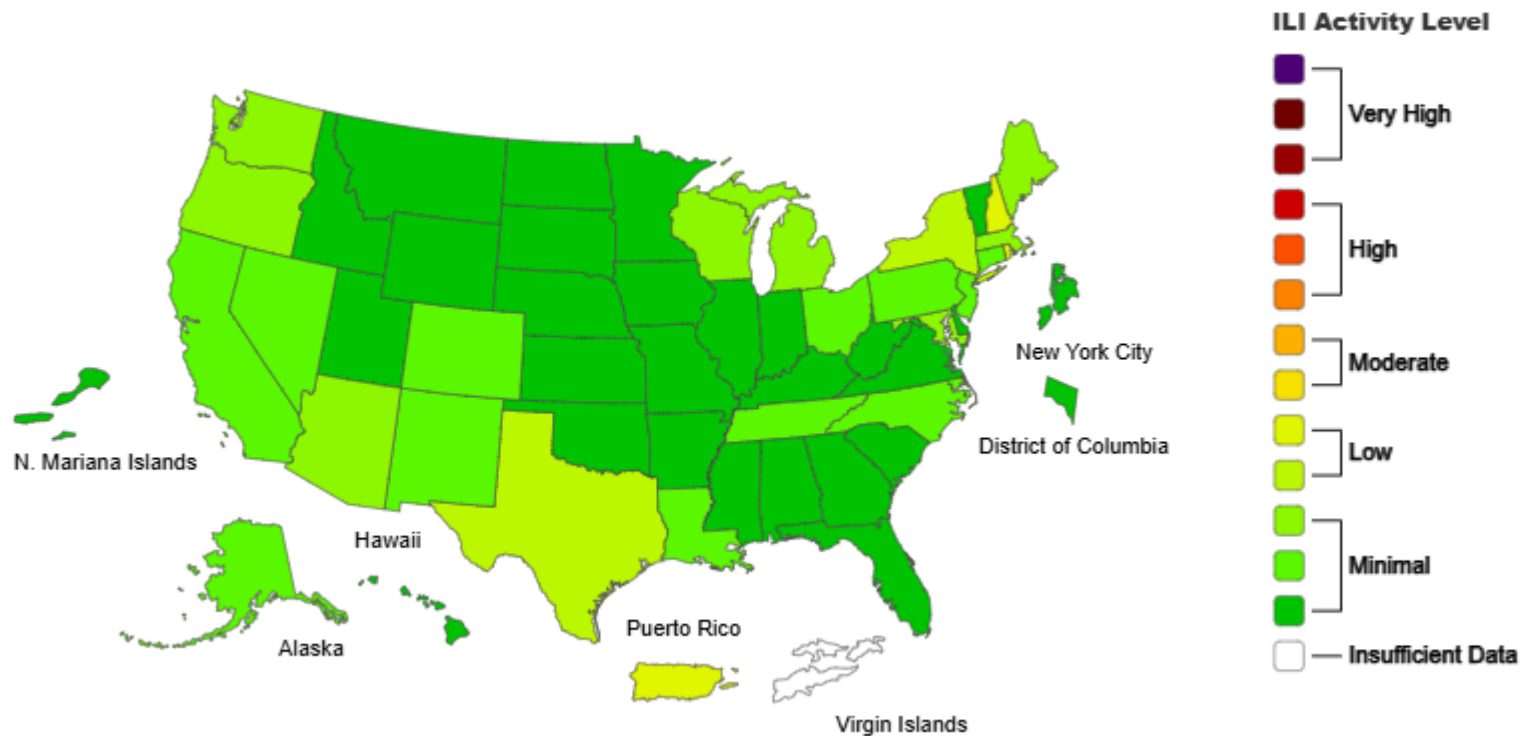 ILI Activity Level
Very High
High
Moderate
Low
Minimal
Insufficient Data
New York City
District of Columbia
N. Mariana Islands
Hawaii
Alaska
Puerto Rico
Virgin Islands